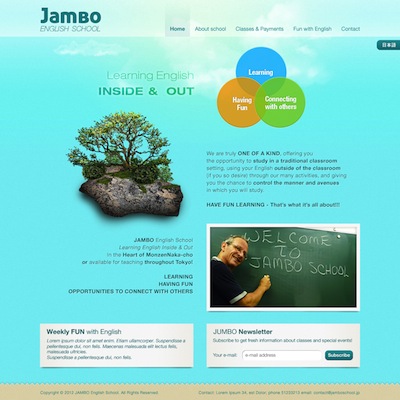 Jambo
ENGLISH SCHOOL
Home
About school
Classes & Payments
Fun with English
Contact
日本語
Learning English
INSIDE & OUT
Learning
Having
Fun
Connecting
with others
We are truly ONE OF A KIND, offering you
the opportunity to study in a traditional classroom
setting, using your English outside of the classroom
(if you so desire) through our many activities, and giving
you the chance to control the manner and avenues
in which you will study.
HAVE FUN LEARNING - That's what it's all about!!!
WELCOME
TO
JAMBO SCHOOL
JAMBO English School
Learning English Inside & Out
In the Heart of MonzenNaka-cho
or available for teaching throughout Tokyo!
LEARNING
HAVING FUN
OPPORTUNITIES TO CONNECT WITH OTHERS
Weekly FUN with English
Lorem ipsum dolor sit amet, con elit.
Suspendisse a pellentesque dui, non felis.
malesuada ultricies.
Suspendisse a pellentesque dui, non felis.
JUMBO Newsletter
Subscribe to get fresh information about classes and special events!
Your e-mail:
e-mail address
Subscribe
Copyright © 2012 JAMBO English School. All Rights Reserved.
Contact: Lorem ipsum 34, est Dolor; phone 51223515 email: contact@jamboschool.jp